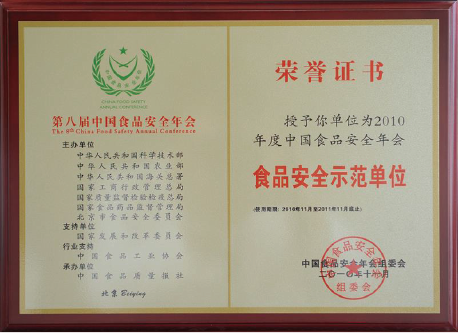 CHINA FOOD SAFETY
ANNUAL CONFERENCE
第八届中国食品安全年会
The 8th China Food Safety Annual Conference
主办单位
中华人民共和国科学技术部
中华人民共和国农业部
中华人民共和国海关总署
国家工商行政管理总局
国家质量监督检验检疫总局
国家食品药品监督管理局
北京市食品安全委员会
支持单位
国家发展和改革委员会
行业支持
中国食品工业协会
承办单位
中国食品质量报社
北京 Beijing
荣誉证书
授予你单位为2010
年度中国食品安全年会
食品安全示范单位
(使用期限:2010年11月至2011年11月底止)
中国食品安全年会组委会
二〇一〇年十一月
组委会